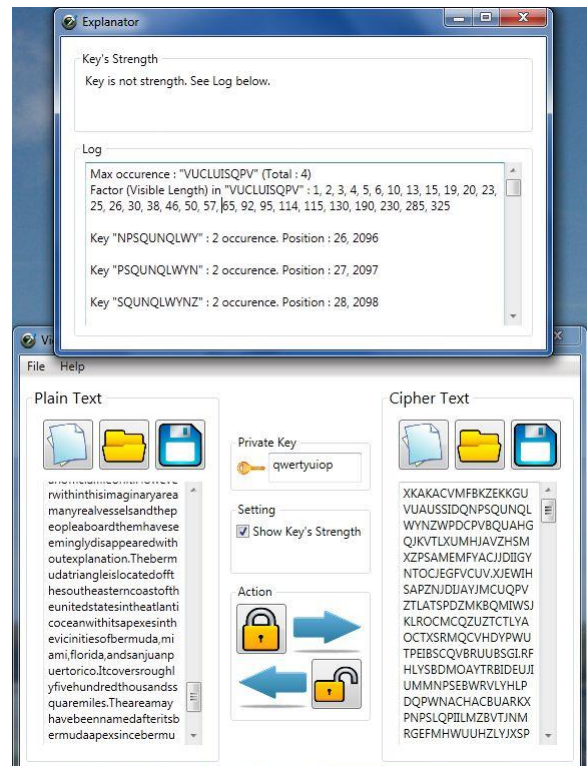 Explanator
Key's Strength
Key is not strength. See Log below.
Log
Max occurence : "VUCLUISQPV" (Total : 4)
Factor (Visible Length) in "VUCLUISQPV" : 1, 2, 3, 4, 5, 6, 10, 13, 15, 19, 20, 23,
25, 26, 30, 38, 46, 50, 57, 65, 92, 95, 114, 115, 130, 190, 230, 285, 325
Key "NPSQUNQLWY" : 2 occurence. Position : 26, 2096
Key "PSQUNQLWYN" : 2 occurence. Position : 27, 2097
Key "SQUNQLWYNZ" : 2 occurence. Position : 28, 2098
File Help
Plain Text
rwithinthisimaginaryarea
manyrealvesselsandthep
eopleaboardthemhavese
eminglydisappearedwith
outexplanation.Theberm
udatriangleislocatedofft
hesoutheasterncoastofth
eunitedstatesintheatlanti
coceanwithitsapexesinth
evicinitiesofbermuda,mi
ami,florida,andsanjuanp
uertorico.Itcoversroughl
yfivehundredthousandss
quaremiles.Theareamay
havebeennamedafteritsb
ermudaapexsincebermu
Private Key
qwertyuiop
Setting
Show Key's Strength
Action
Cipher Text
XKAKACVMFBKZEKKGU
VUAUSSIDQNPSQUNQL
WYNZWPDCPVBQUAHG
QJKVTLXUMHJAVZHSM
XZPSAMEMFYACJJDIIGY
NTOCJEGFVCUV.XJEWIH
SAPZNJDIJAYJMCUQPV
ZTLATSPDZMKBQMIWSJ
KLROCMCQZUZTCTLYA
OCTXSRMQCVHDYPWU
TPEIBSCQVBRUUBSGI.RF
HLYSBDMOAYTRBIDEUJI
UMMNPSEBWRVLYHLP
DQPWNACHACBUARKX
PNPSLQPIILMZBVTJNM
RGEFMHWUUHZLYJXSP